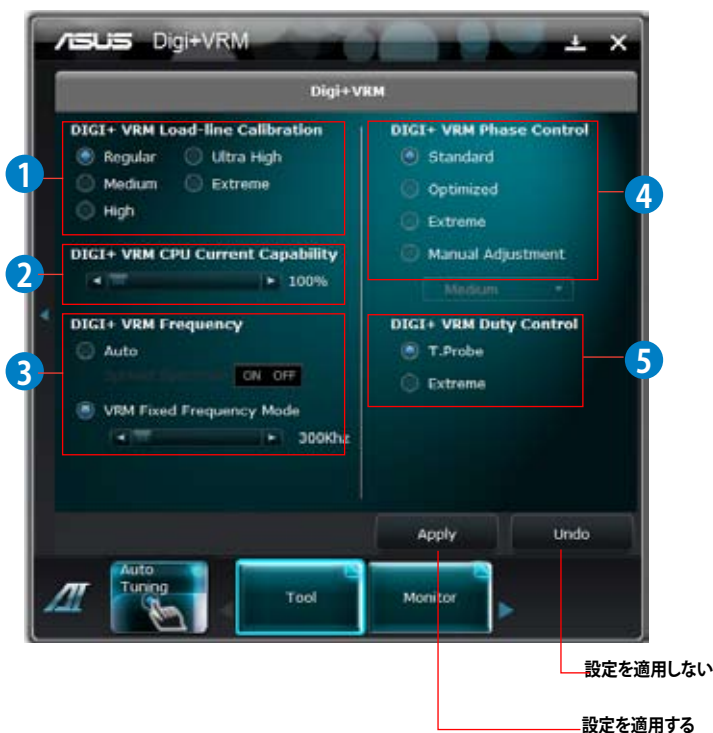 ASUS Digi+VRM
Digi+VRM
DIGI+ VRM Load-line Calibration
Regular
Ultra High
Medium
Extreme
High
1
DIGI+ VRM CPU Current Capability
100%
2
DIGI+ VRM Frequency
Auto
ON OFF
VRM Fixed Frequency Mode
300Khz
3
DIGI+ VRM Phase Control
Standard
Optimized
Extreme
Manual Adjustment
Medium
4
DIGI+ VRM Duty Control
T.Probe
Extreme
5
Apply
Undo
Auto
Tuning
Tool
Monitor
設定を適用しない
設定を適用する